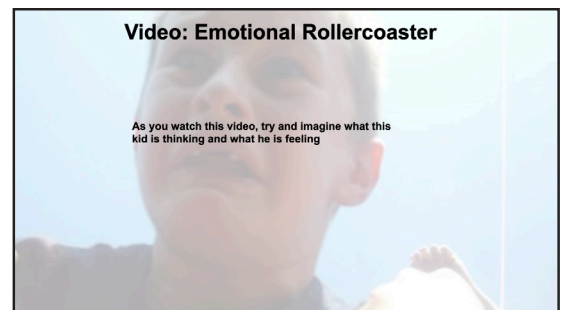 Video: Emotional Rollercoaster
As you watch this video, try and imagine what this
kid is thinking and what he is feeling